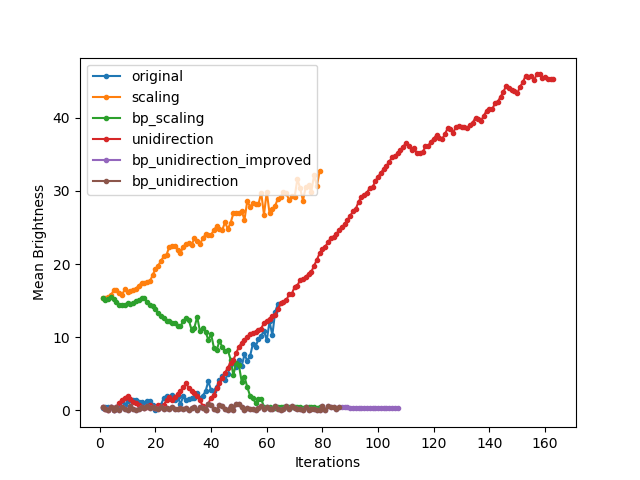 original
scaling
bp_scaling
unidirection
bp_unidirection_improved
bp_unidirection
Mean Brightness
40
30
20
10
0
0 20 40 60 80 100 120 140 160
Iterations